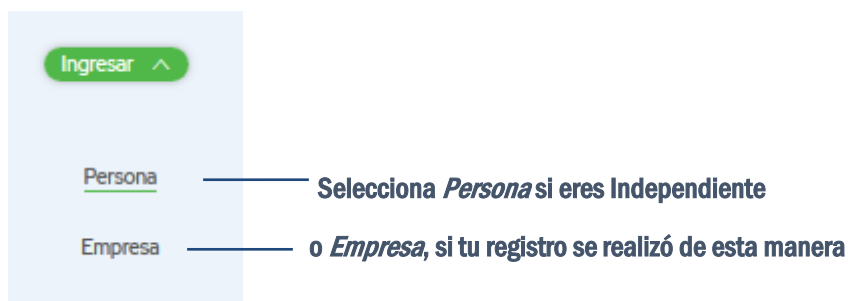 Ingresar
Persona
Selecciona Persona si eres Independiente
Empresa
o Empresa, si tu registro se realizó de esta manera